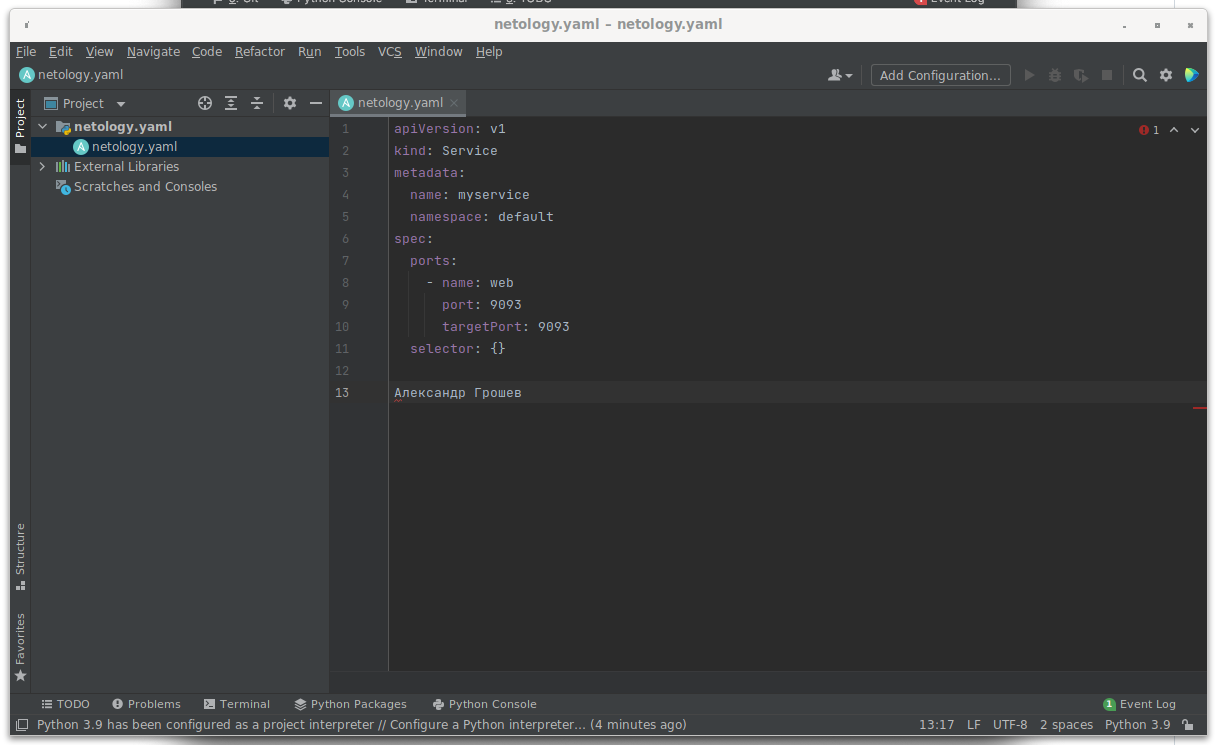 netology.yaml – netology.yaml
File Edit View Navigate Code Refactor Run Tools VCS Window Help
netology.yaml
Add Configuration...
Project
Project
netology.yaml
netology.yaml
netology.yaml
External Libraries
Scratches and Consoles
1 apiVersion: v1
1
2 kind: Service
3 metadata:
4   name: myservice
5   namespace: default
6 spec:
7   ports:
8     - name: web
9       port: 9093
10       targetPort: 9093
11   selector: {}
12
13 Александр Грошев
Structure
Favorites
TODO Problems Terminal Python Packages Python Console 1 Event Log
Python 3.9 has been configured as a project interpreter // Configure a Python interpreter... (4 minutes ago) 13:17 LF UTF-8 2 spaces Python 3.9